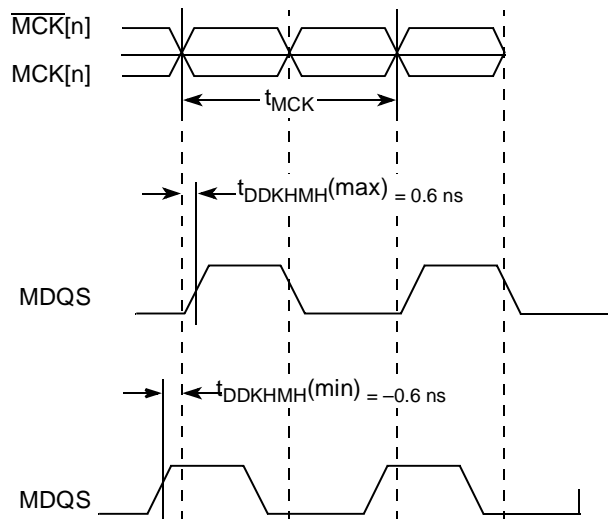 MCK[n]
MCK[n]
tMCK
tDDKHMH(max) = 0.6 ns
MDQS
tDDKHMH(min) = –0.6 ns
MDQS